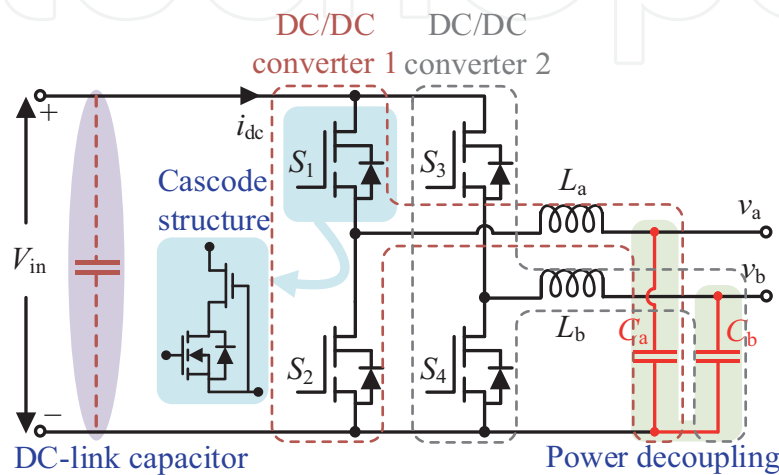 DC/DC converter 1
DC/DC converter 2
+
i_dc
S_1
S_3
Cascode structure
L_a
v_a
V_in
v_b
L_b
C_a
C_b
S_2
S_4
−
DC-link capacitor
Power decoupling